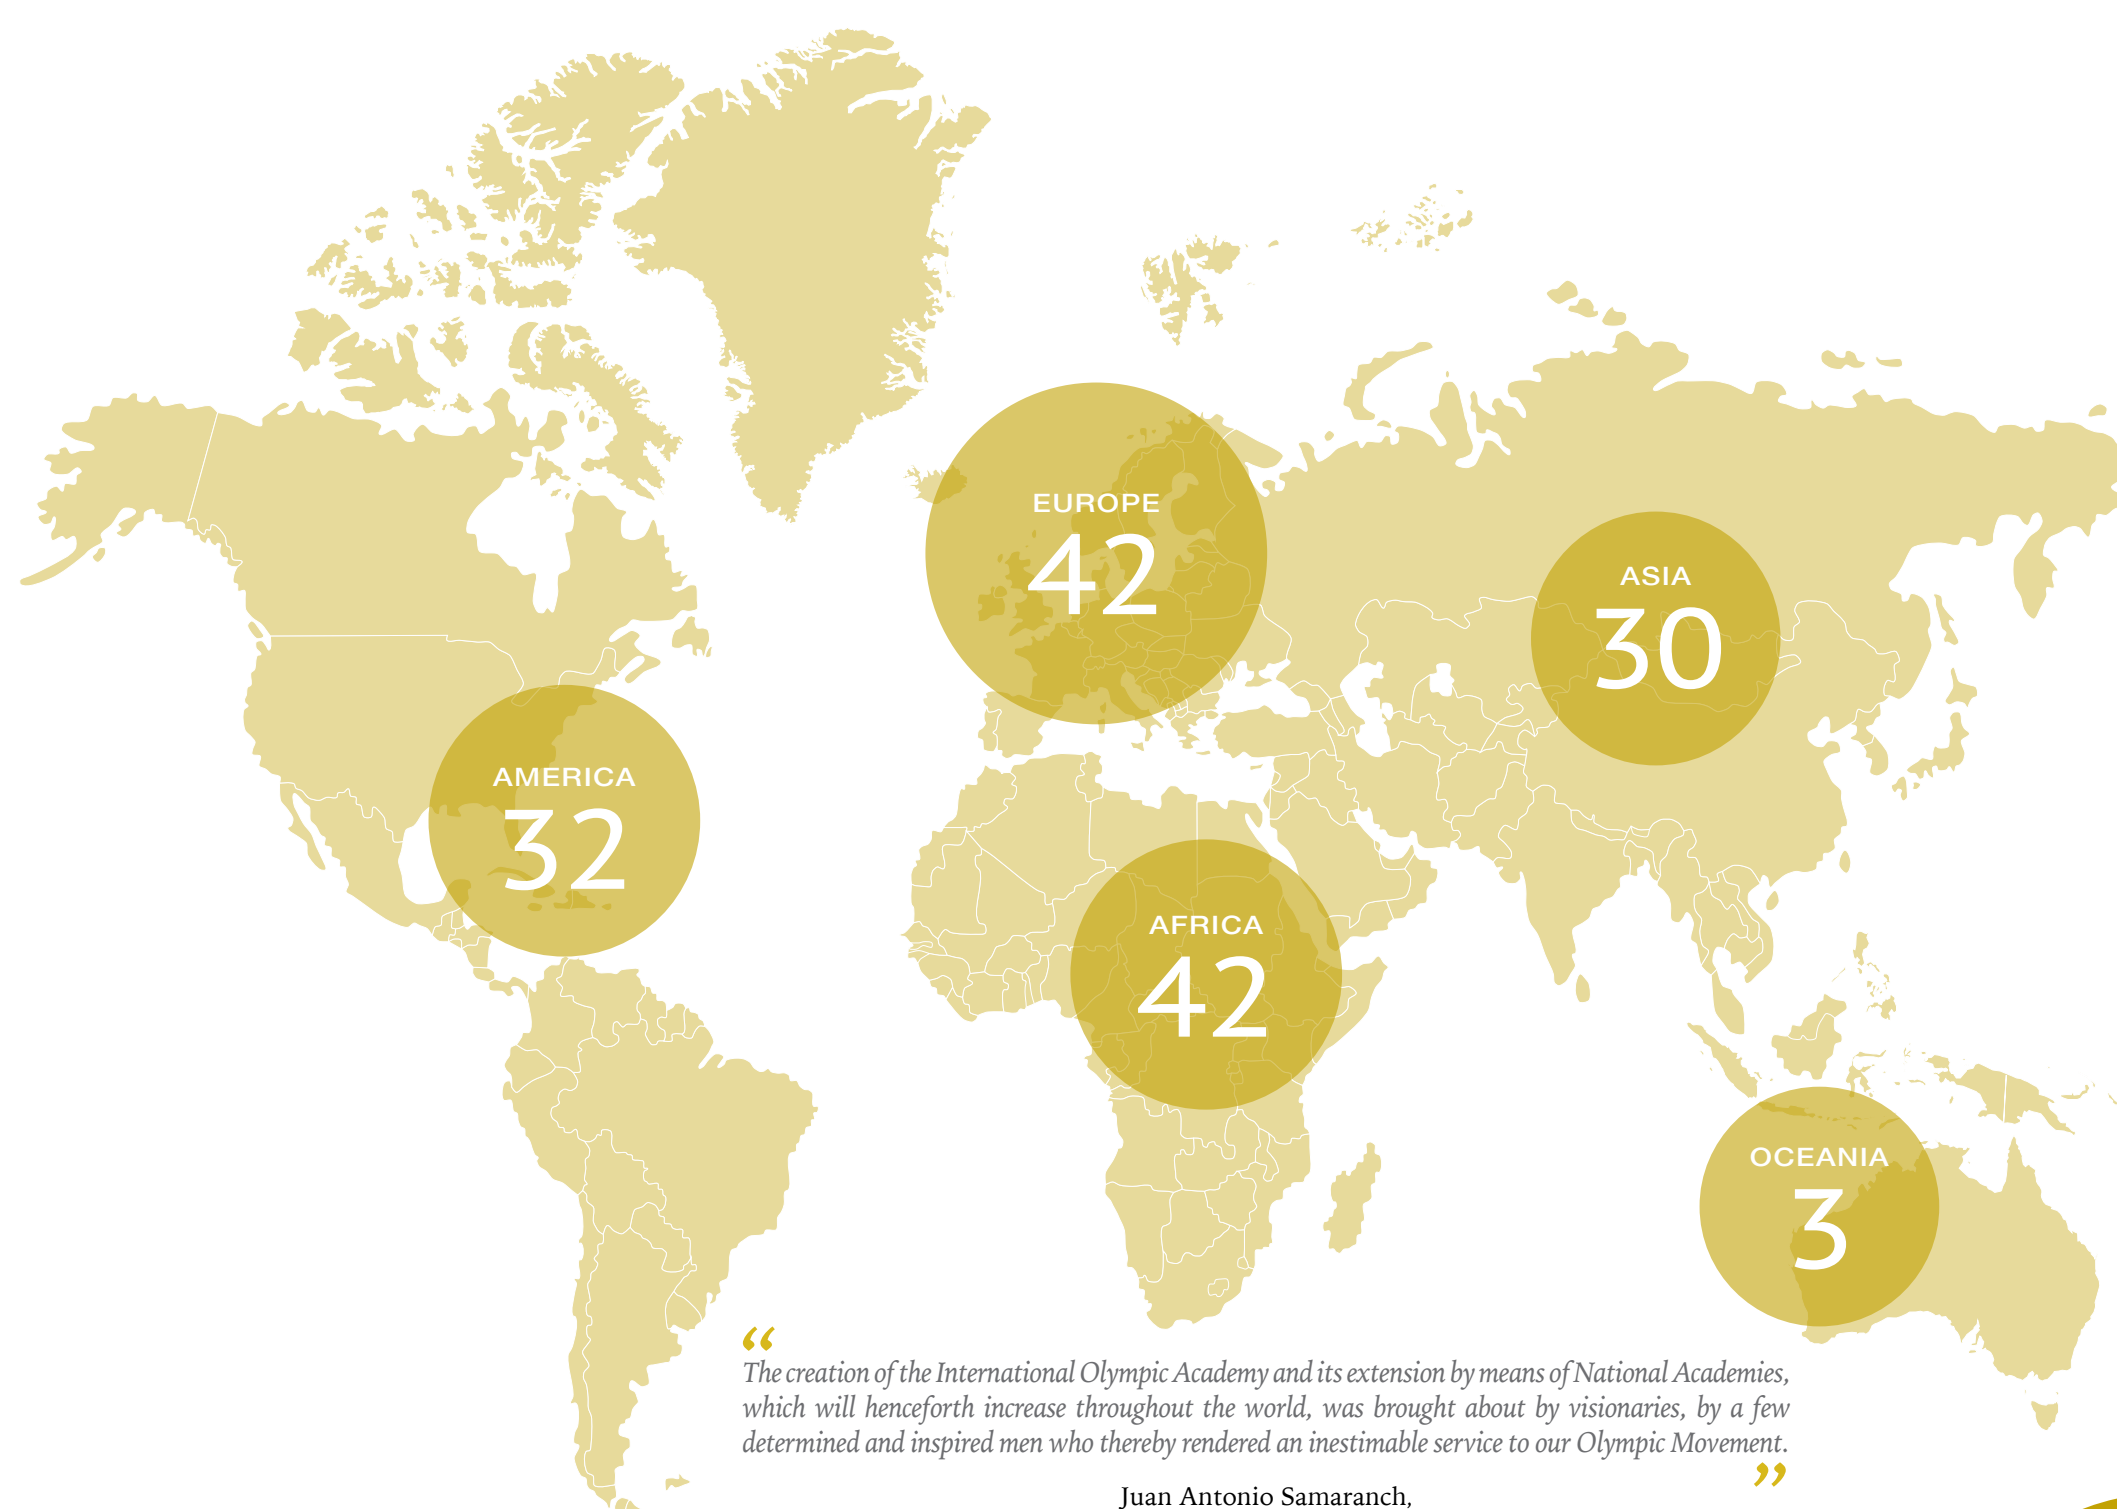 EUROPE
42
ASIA
30
AMERICA
32
AFRICA
42
OCEANIA
3
“
The creation of the International Olympic Academy and its extension by means of National Academies,
which will henceforth increase throughout the world, was brought about by visionaries, by a few
determined and inspired men who thereby rendered an inestimable service to our Olympic Movement.
”
Juan Antonio Samaranch,